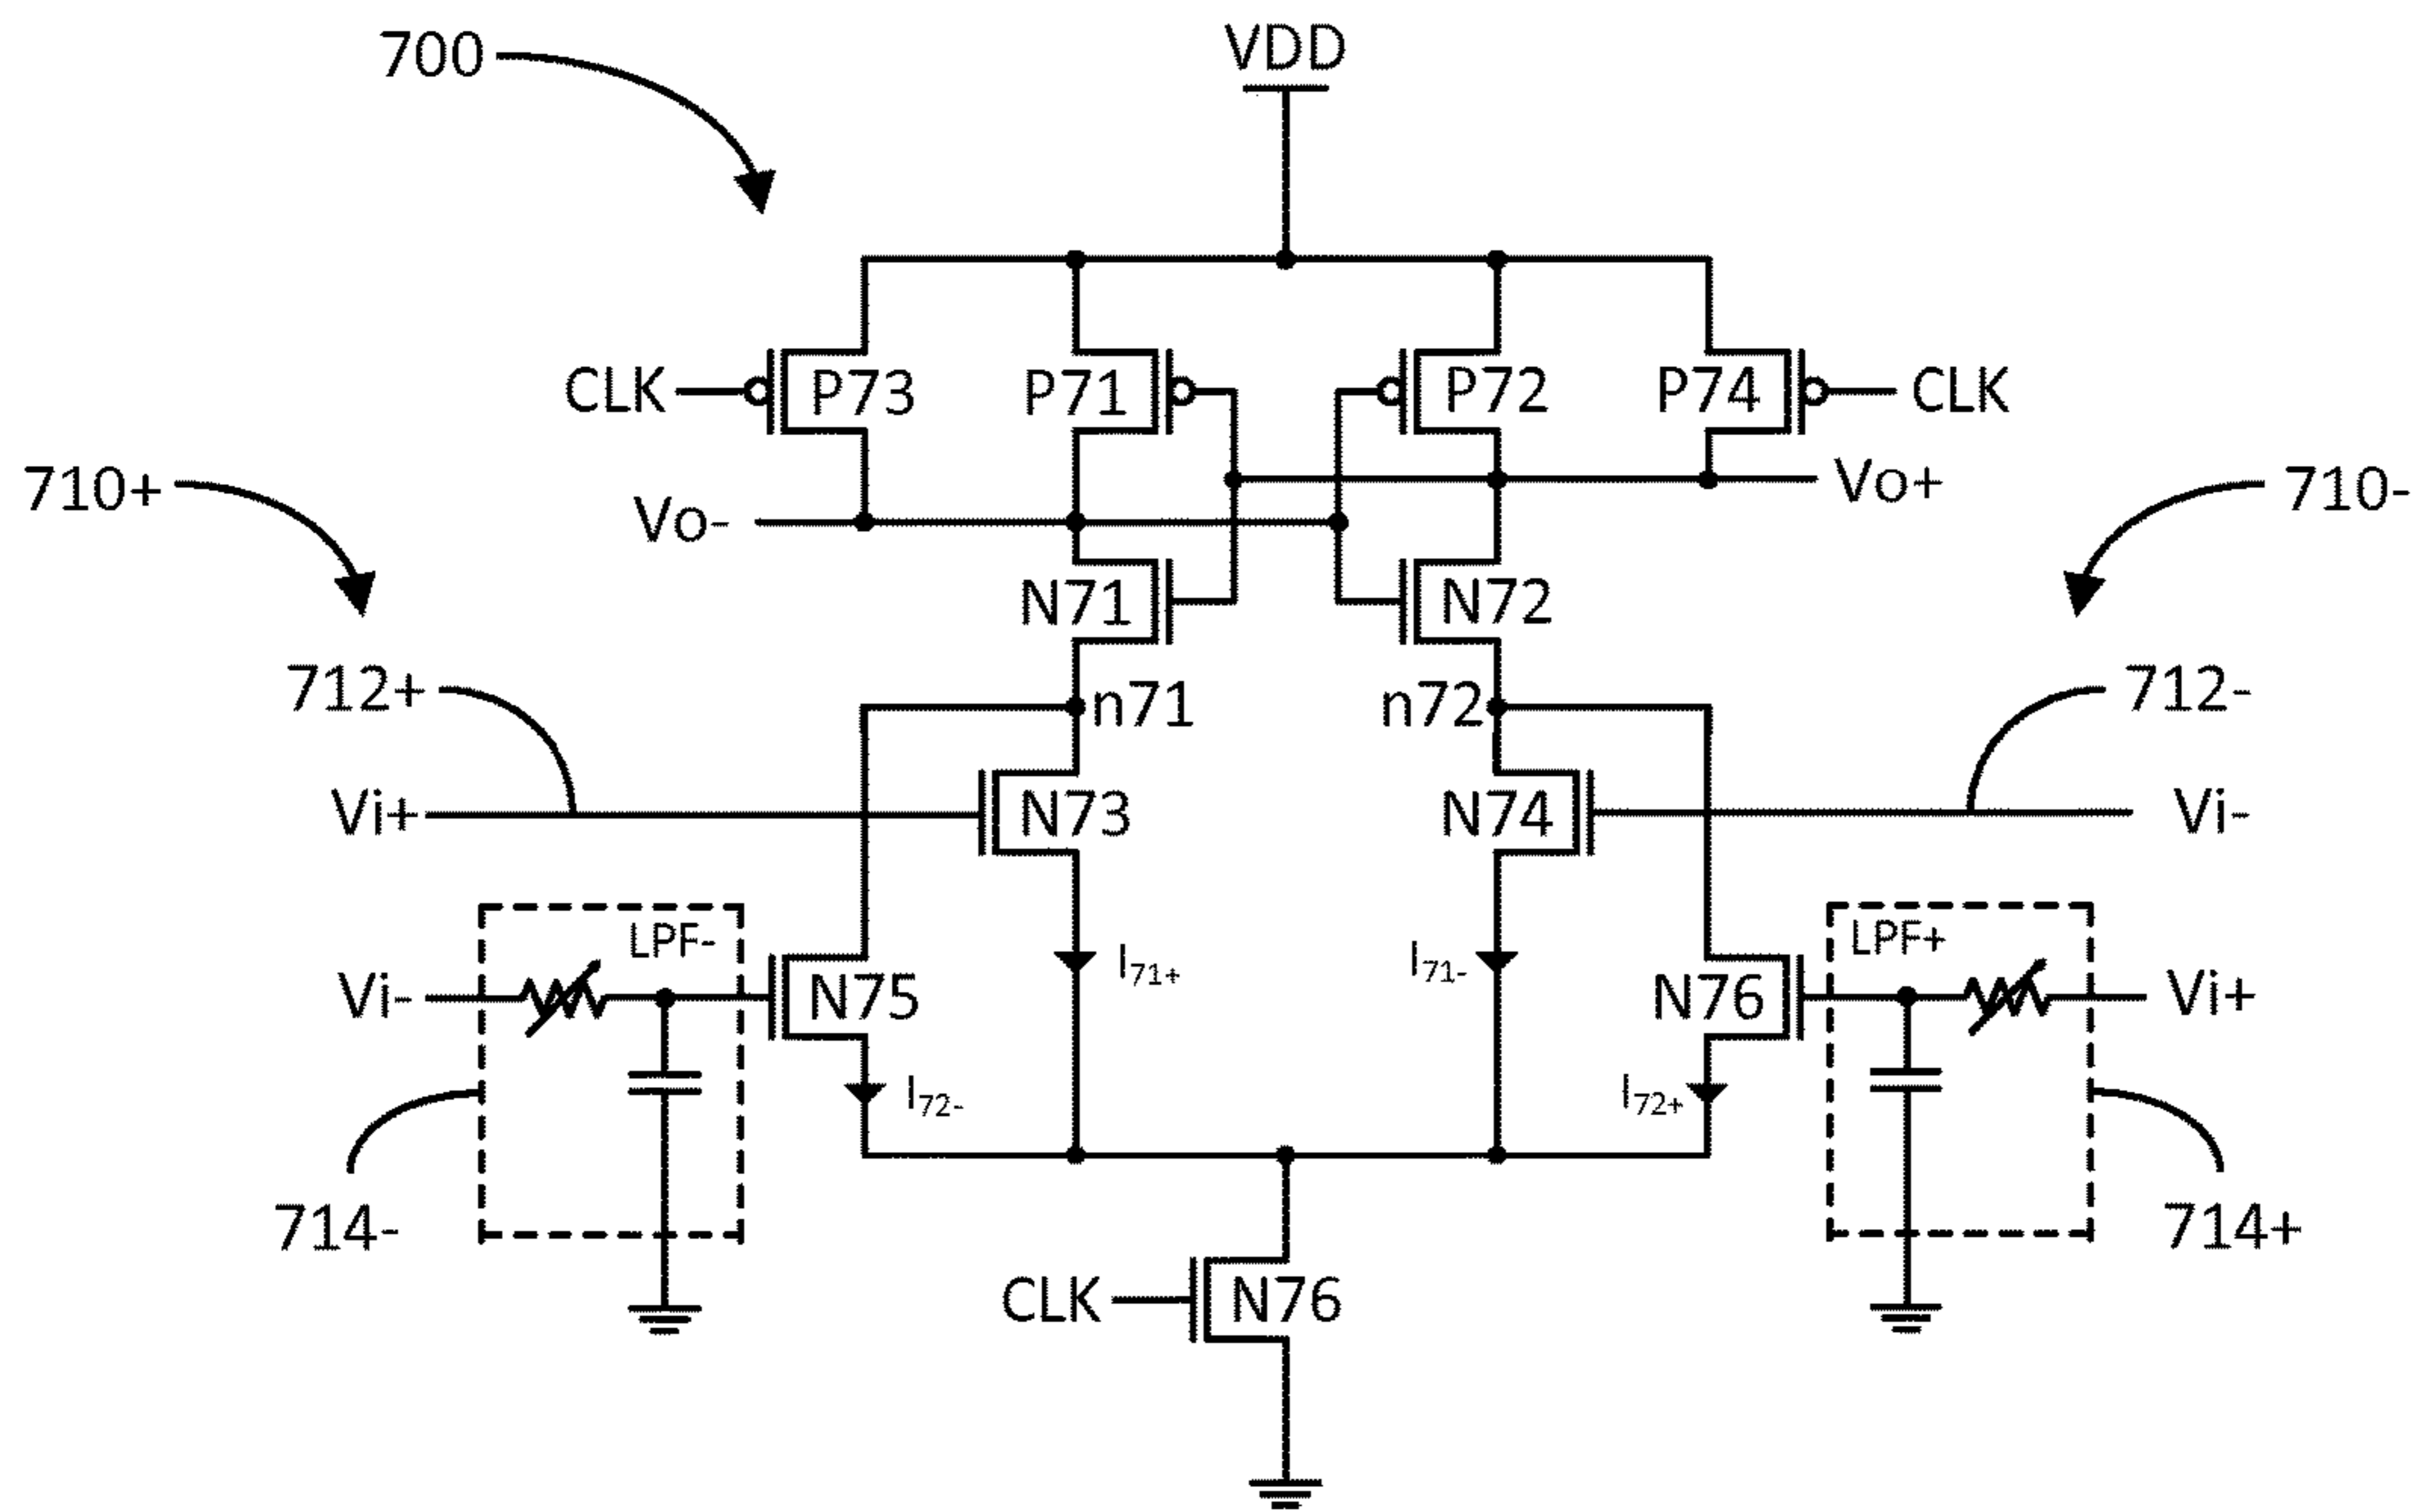 700
VDD
CLK
P73
P71
P72
P74
CLK
710+
Vo-
Vo+
710-
N71
N72
712+
n71
n72
712-
Vi+
N73
N74
Vi-
LPF-
LPF+
Vi-
N75
I71+
I71-
N76
Vi+
I72-
I72+
714-
714+
CLK
N76